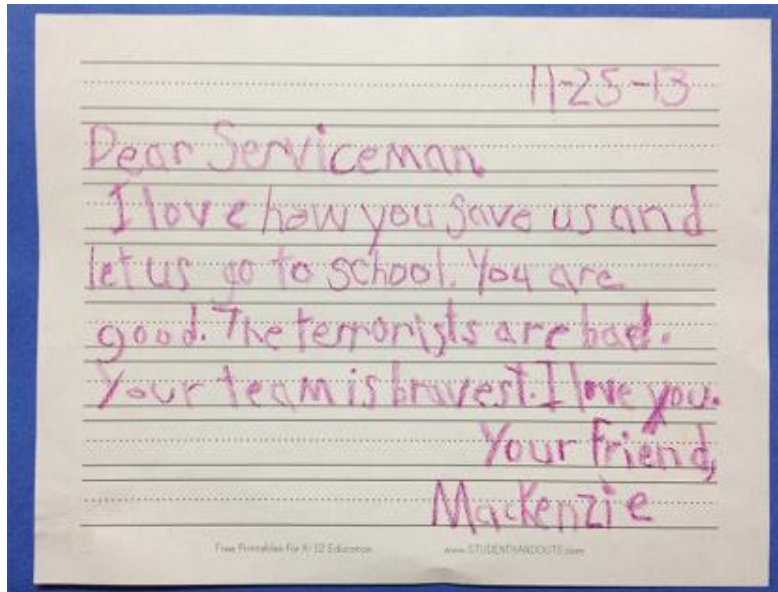 11-25-13
Dear Serviceman
I love how you save us and
let us go to school. You are
good. The terrorists are bad.
Your team is bravest. I love you.
Your friend,
Mackenzie
Free Printables For K-12 Education www.STUDENTHANDOUTS.com